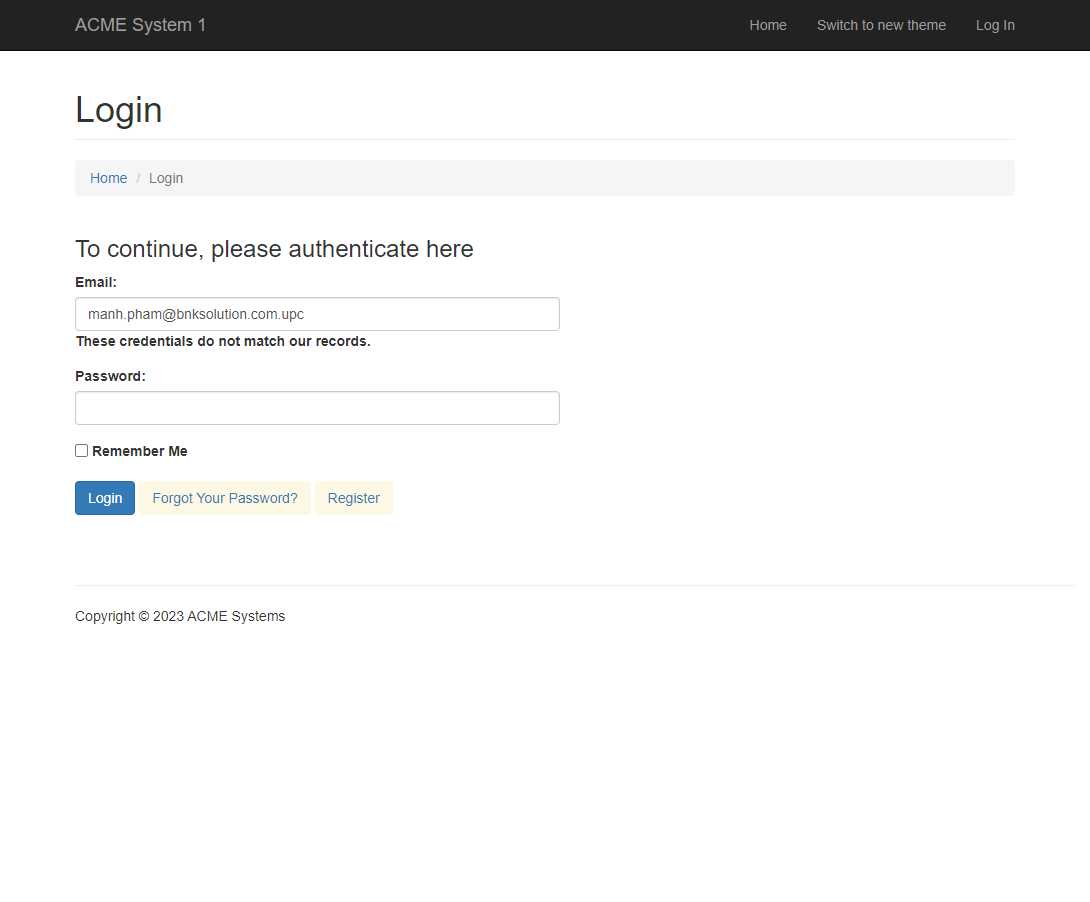 ACME System 1 Home Switch to new theme Log In
Login
Home / Login
To continue, please authenticate here
Email:
manh.pham@bnksolution.com.upc
These credentials do not match our records.
Password:
Remember Me
Login Forgot Your Password? Register
Copyright © 2023 ACME Systems